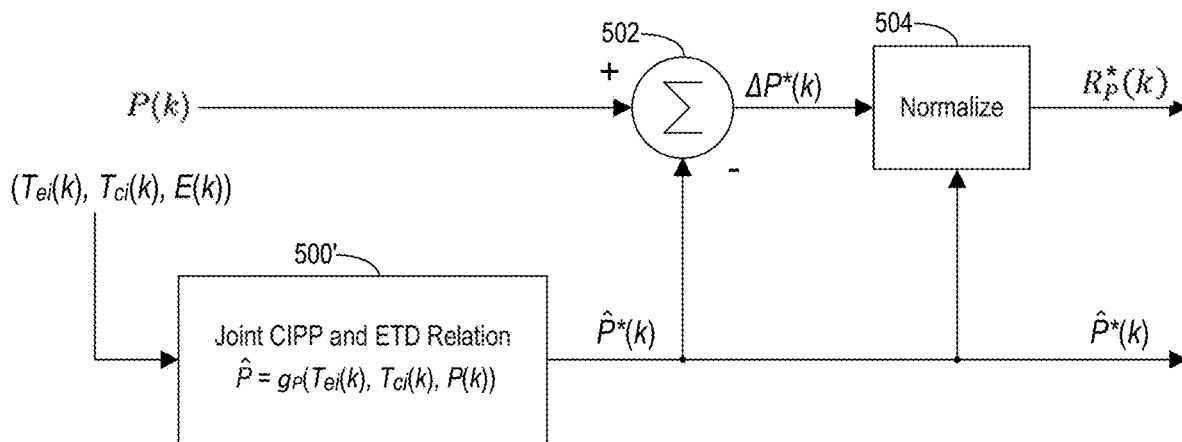 502
504
+
ΔP*(k)
R*P(k)
P(k)
Σ
Normalize
-
(Tei(k), Tci(k), E(k))
500'
Joint CIPP and ETD Relation
P̂ = gP(Tei(k), Tci(k), P(k))
P̂*(k)
P̂*(k)